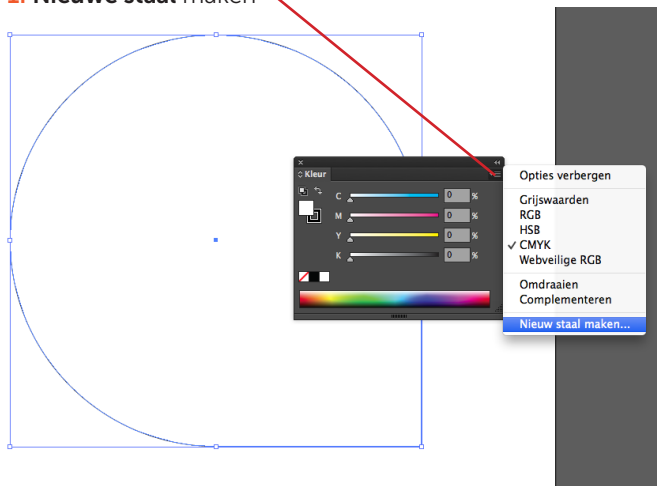 1. Nieuwe staal maken
Kleur
C 0 %
M 0 %
Y 0 %
K 0 %
Opties verbergen
Grijswaarden
RGB
HSB
✓ CMYK
Webveilige RGB
Omdraaien
Complementeren
Nieuw staal maken...